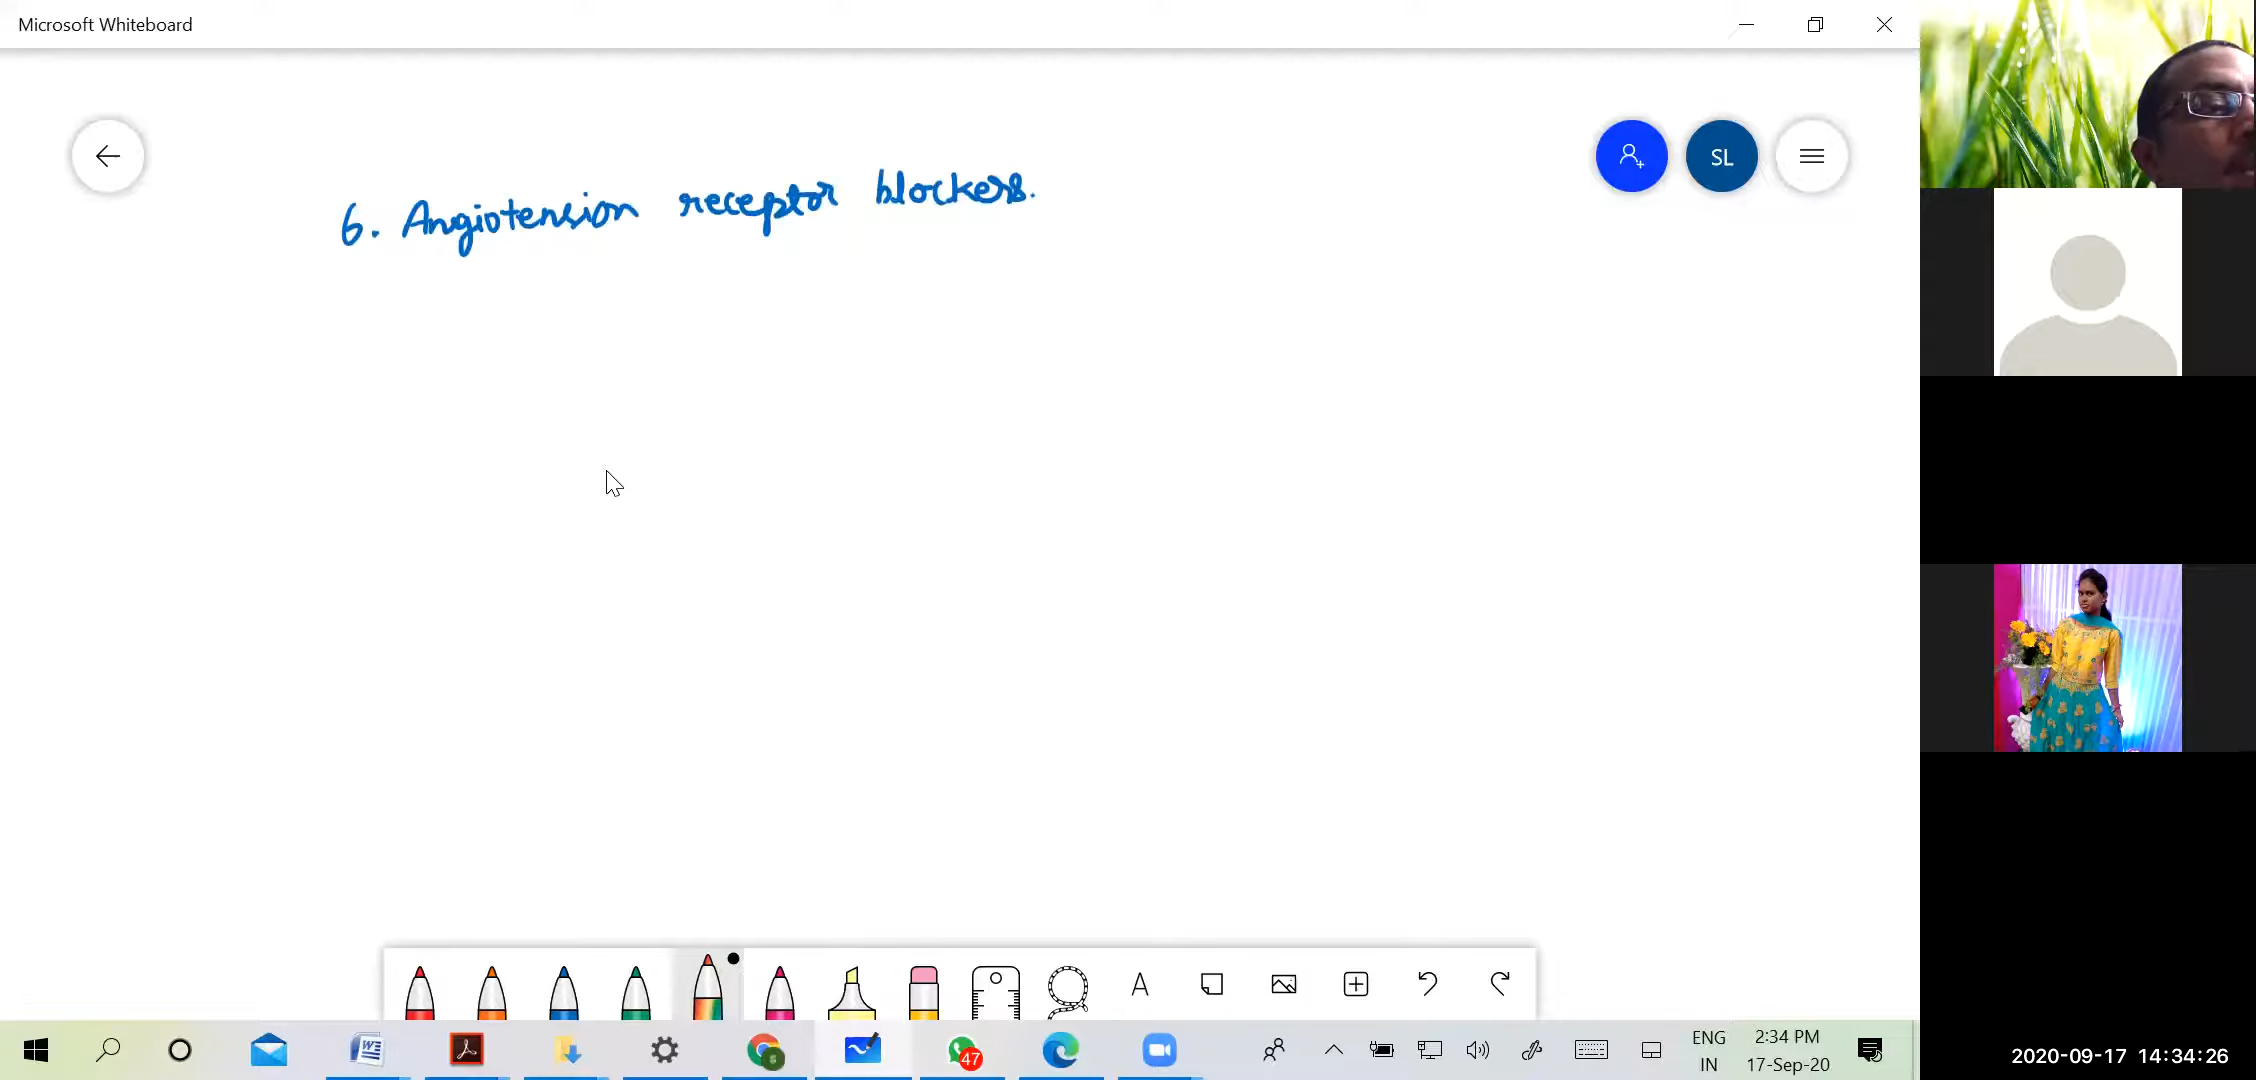 Microsoft Whiteboard
SL
6. Angiotension receptor blockers.
A
47
ENG
IN
2:34 PM
17-Sep-20
2020-09-17 14:34:26